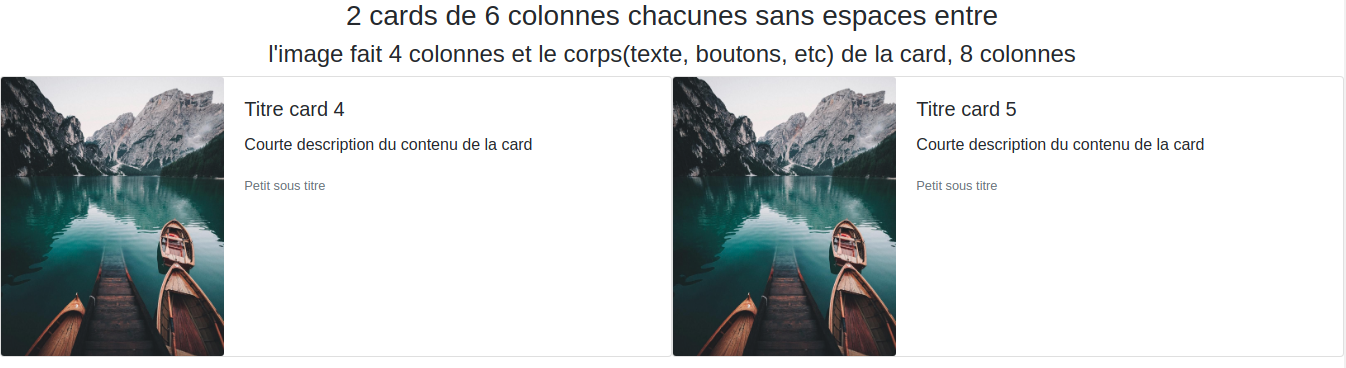 2 cards de 6 colonnes chacunes sans espaces entre
l'image fait 4 colonnes et le corps(texte, boutons, etc) de la card, 8 colonnes
Titre card 4
Courte description du contenu de la card
Petit sous titre
Titre card 5
Courte description du contenu de la card
Petit sous titre